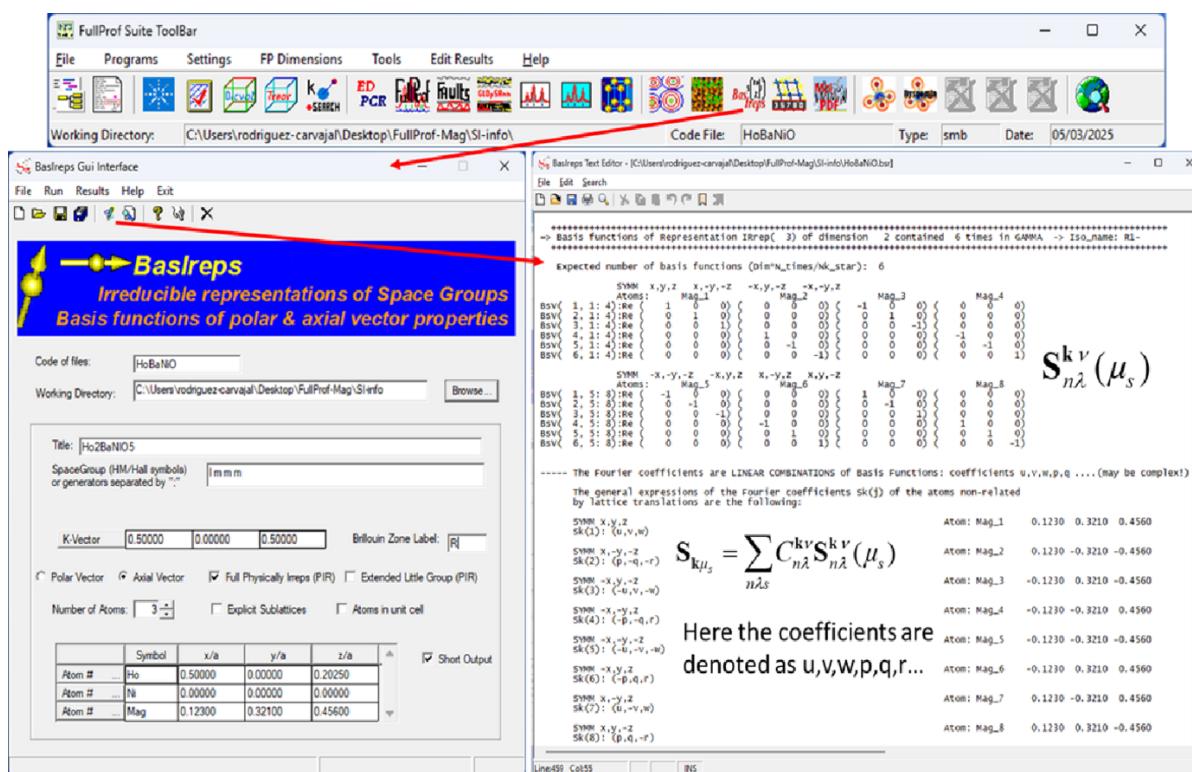 FullProf Suite ToolBar
File Programs Settings FP Dimensions Tools Edit Results Help
Working Directory: C:\Users\rodriguez-carvajal\Desktop\FullProf-Mag\SI-info\ Code File: HoBaNiO Type: smb Date: 05/03/2025
BasIreps Gui Interface
File Run Results Help Exit
BasIreps
Irreducible representations of Space Groups
Basis functions of polar & axial vector properties
Code of files: HoBaNiO
Working Directory: C:\Users\rodriguez-carvajal\Desktop\FullProf-Mag\SI-info Browse...
Title: Ho2BaNIO5
SpaceGroup (HM/Hall symbols)
or generators separated by ";"
I m m m
K-Vector 0.50000 0.00000 0.50000 Brillouin Zone Label: R
Polar Vector Axial Vector Full Physically Irreps (PIR) Extended Little Group (PIR)
Number of Atoms: 3 Explicit Sublattices Atoms in unit cell
Symbol x/a y/a z/a
Short Output
Atom # ... Ho 0.50000 0.00000 0.20250
Atom # ... Ni 0.00000 0.00000 0.00000
Atom # ... Mag 0.12300 0.32100 0.45600
BasIreps Text Editor - [C:\Users\rodriguez-carvajal\Desktop\FullProf-Mag\SI-info\HoBaNiO.bsr]
File Edit Search
-> Basis functions of Representation IRrep( 3) of dimension 2 contained 6 times in GAMMA -> Iso_name: R1-
Expected number of basis functions (Dim*N_times/Nk_star): 6
SYMM x,y,z x,-y,-z -x,y,-z -x,-y,z
Atoms: Mag_1 Mag_2 Mag_3 Mag_4
BsV( 1, 1: 4):Re ( 1 0 0) ( 0 0 0) ( -1 0 0) ( 0 0 0)
BsV( 2, 1: 4):Re ( 0 1 0) ( 0 0 0) ( 0 1 0) ( 0 0 0)
BsV( 3, 1: 4):Re ( 0 0 1) ( 0 0 0) ( 0 0 -1) ( 0 0 0)
BsV( 4, 1: 4):Re ( 0 0 0) ( 1 0 0) ( 0 0 0) ( -1 0 0)
BsV( 5, 1: 4):Re ( 0 0 0) ( 0 -1 0) ( 0 0 0) ( 0 -1 0)
BsV( 6, 1: 4):Re ( 0 0 0) ( 0 0 -1) ( 0 0 0) ( 0 0 1)
SYMM -x,-y,-z -x,y,z x,-y,z x,y,-z
Atoms: Mag_5 Mag_6 Mag_7 Mag_8
BsV( 1, 5: 8):Re ( -1 0 0) ( 0 0 0) ( 1 0 0) ( 0 0 0)
BsV( 2, 5: 8):Re ( 0 -1 0) ( 0 0 0) ( 0 -1 0) ( 0 0 0)
BsV( 3, 5: 8):Re ( 0 0 -1) ( 0 0 0) ( 0 0 1) ( 0 0 0)
BsV( 4, 5: 8):Re ( 0 0 0) ( -1 0 0) ( 0 0 0) ( 1 0 0)
BsV( 5, 5: 8):Re ( 0 0 0) ( 0 1 0) ( 0 0 0) ( 0 1 0)
BsV( 6, 5: 8):Re ( 0 0 0) ( 0 0 1) ( 0 0 0) ( 0 0 -1)
S^{kν}_{nλ}(μ_s)
----- The Fourier coefficients are LINEAR COMBINATIONS of Basis Functions: coefficients u,v,w,p,q ....(may be complex!)
The general expressions of the Fourier coefficients Sk(j) of the atoms non-related
by lattice translations are the following:
SYMM x,y,z Atom: Mag_1 0.1230 0.3210 0.4560
Sk(1): (u,v,w)
SYMM x,-y,-z Atom: Mag_2 0.1230 -0.3210 -0.4560
Sk(2): (p,-q,-r)
S_{kμ_s} = ∑_{nλs} C^{kν}_{nλ} S^{kν}_{nλ}(μ_s)
SYMM -x,y,-z Atom: Mag_3 -0.1230 0.3210 -0.4560
Sk(3): (-u,v,-w)
SYMM -x,-y,z Atom: Mag_4 -0.1230 -0.3210 0.4560
Sk(4): (-p,-q,r)
Here the coefficients are
denoted as u,v,w,p,q,r...
SYMM -x,-y,-z Atom: Mag_5 -0.1230 -0.3210 -0.4560
Sk(5): (-u,-v,-w)
SYMM -x,y,z Atom: Mag_6 -0.1230 0.3210 0.4560
Sk(6): (-p,q,r)
SYMM x,-y,z Atom: Mag_7 0.1230 -0.3210 0.4560
Sk(7): (u,-v,w)
SYMM x,y,-z Atom: Mag_8 0.1230 0.3210 -0.4560
Sk(8): (p,q,-r)
Line:459 Col:55 INS